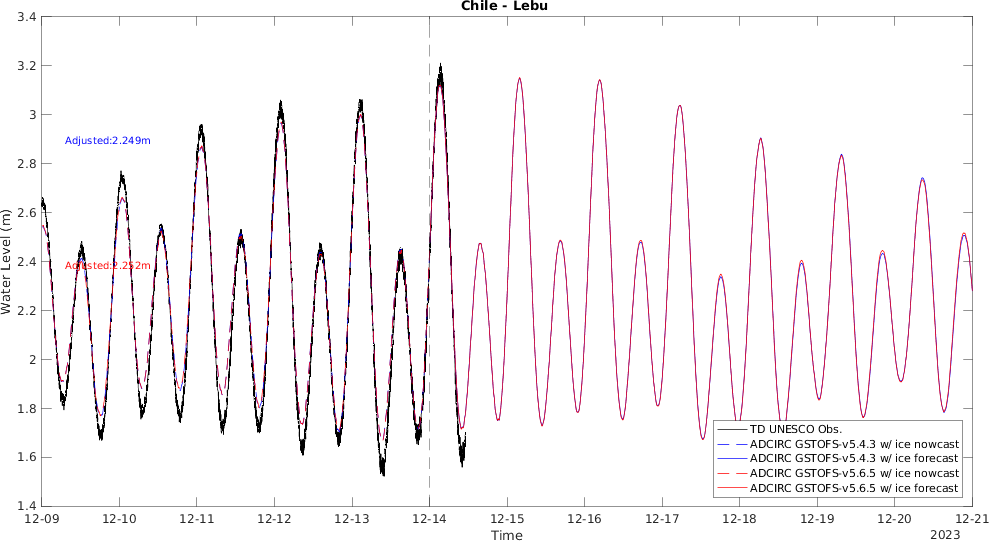 Chile - Lebu
3.4
3.2
3
2.8
2.6
2.4
2.2
2
1.8
1.6
1.4
Water Level (m)
Adjusted:2.249m
Adjusted:2.252m
TD UNESCO Obs.
ADCIRC GSTOFS-v5.4.3 w/ ice nowcast
ADCIRC GSTOFS-v5.4.3 w/ ice forecast
ADCIRC GSTOFS-v5.6.5 w/ ice nowcast
ADCIRC GSTOFS-v5.6.5 w/ ice forecast
12-09 12-10 12-11 12-12 12-13 12-14 12-15 12-16 12-17 12-18 12-19 12-20 12-21
Time
2023